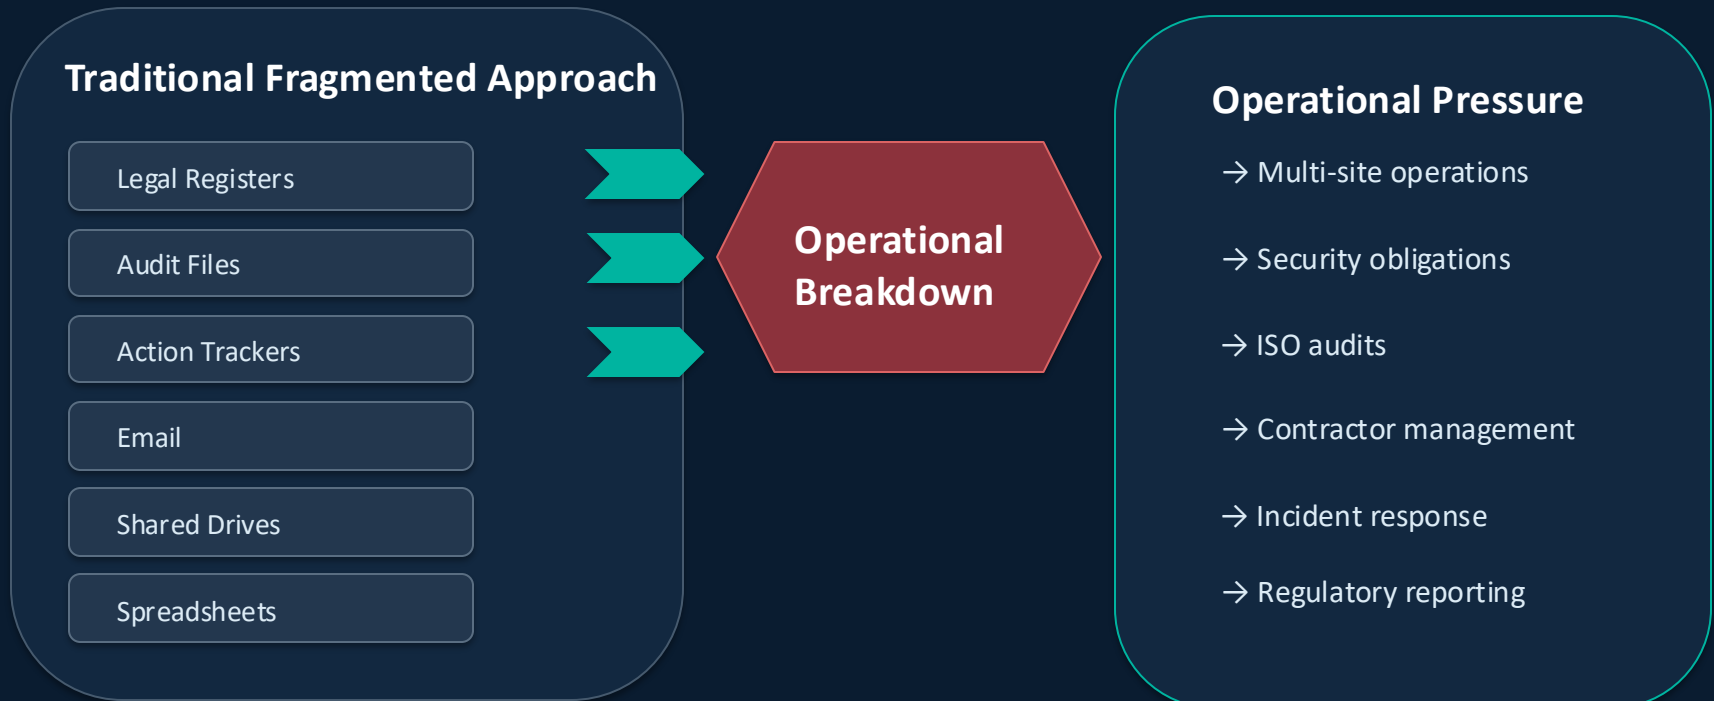 Traditional Fragmented Approach
Legal Registers
Audit Files
Action Trackers
Email
Shared Drives
Spreadsheets
Operational
Breakdown
Operational Pressure
→ Multi-site operations
→ Security obligations
→ ISO audits
→ Contractor management
→ Incident response
→ Regulatory reporting